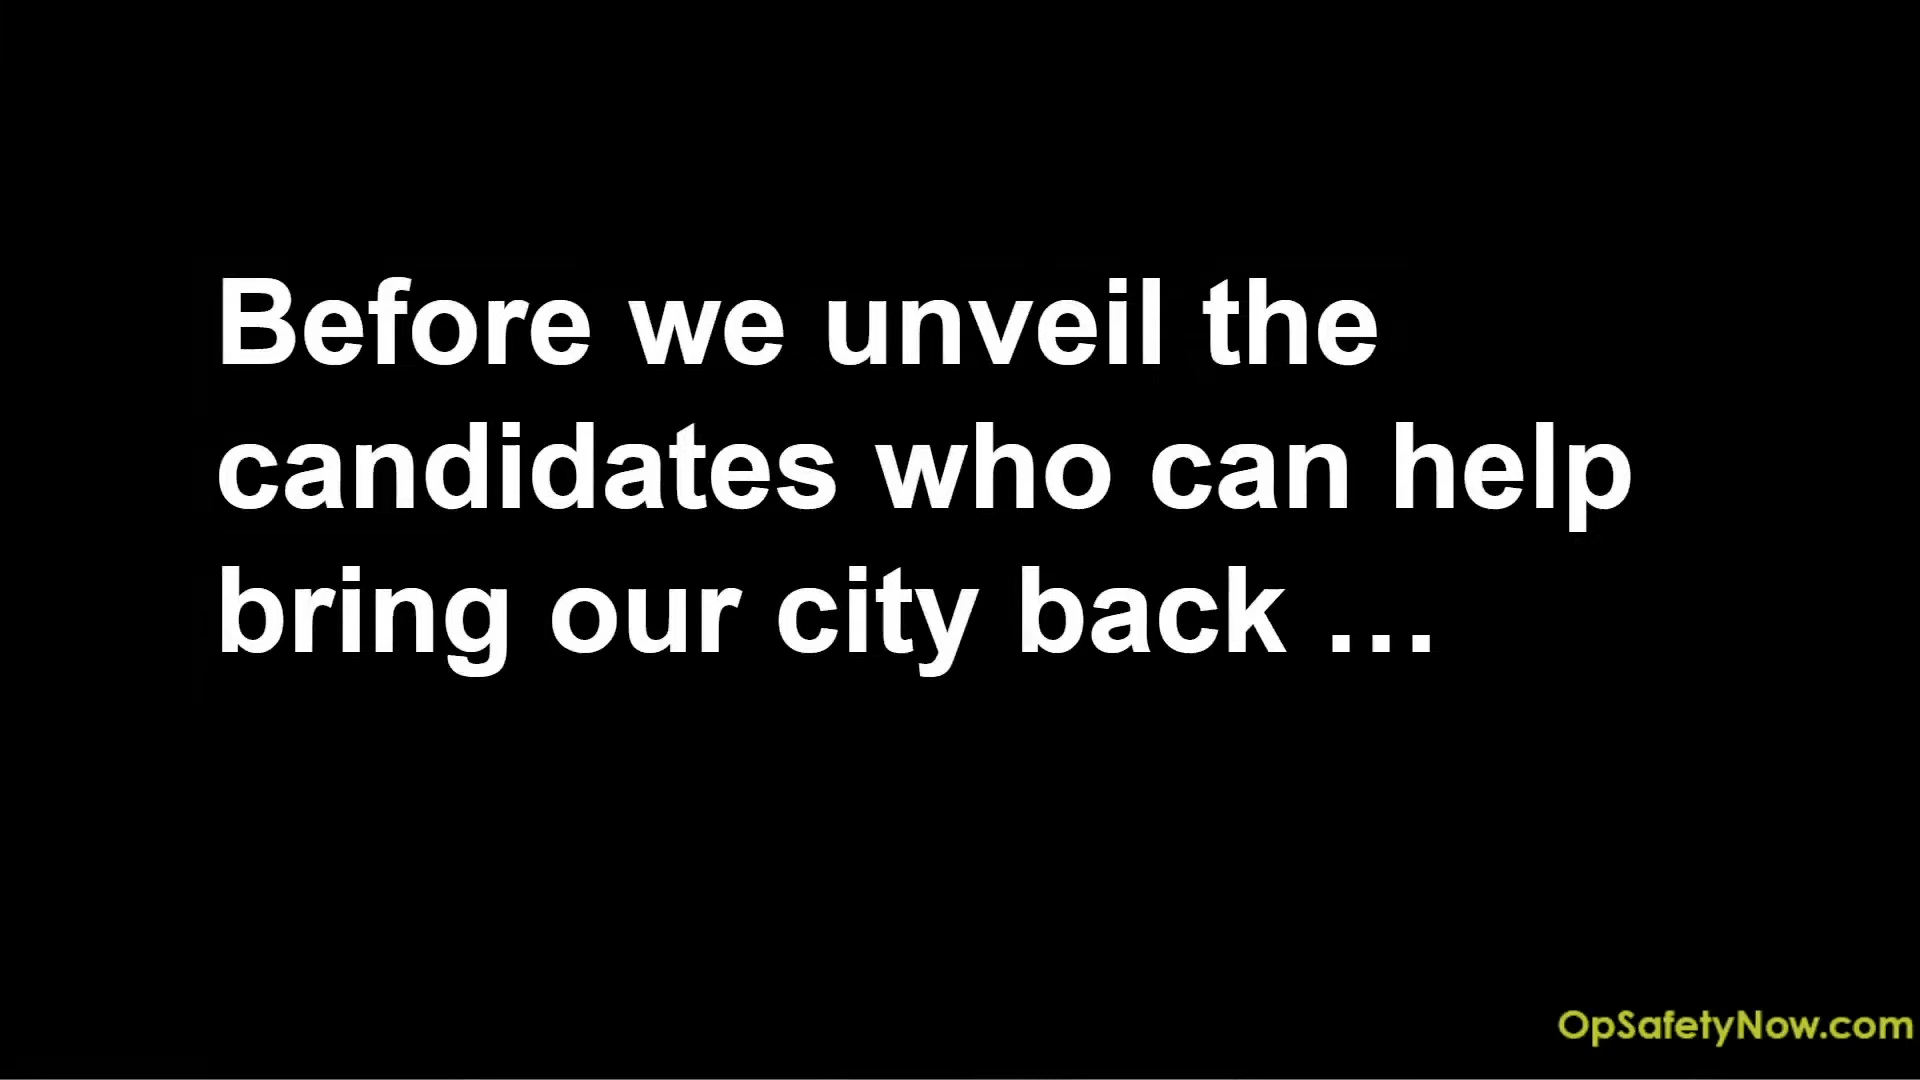 Before we unveil the
candidates who can help
bring our city back …
OpSafetyNow.com